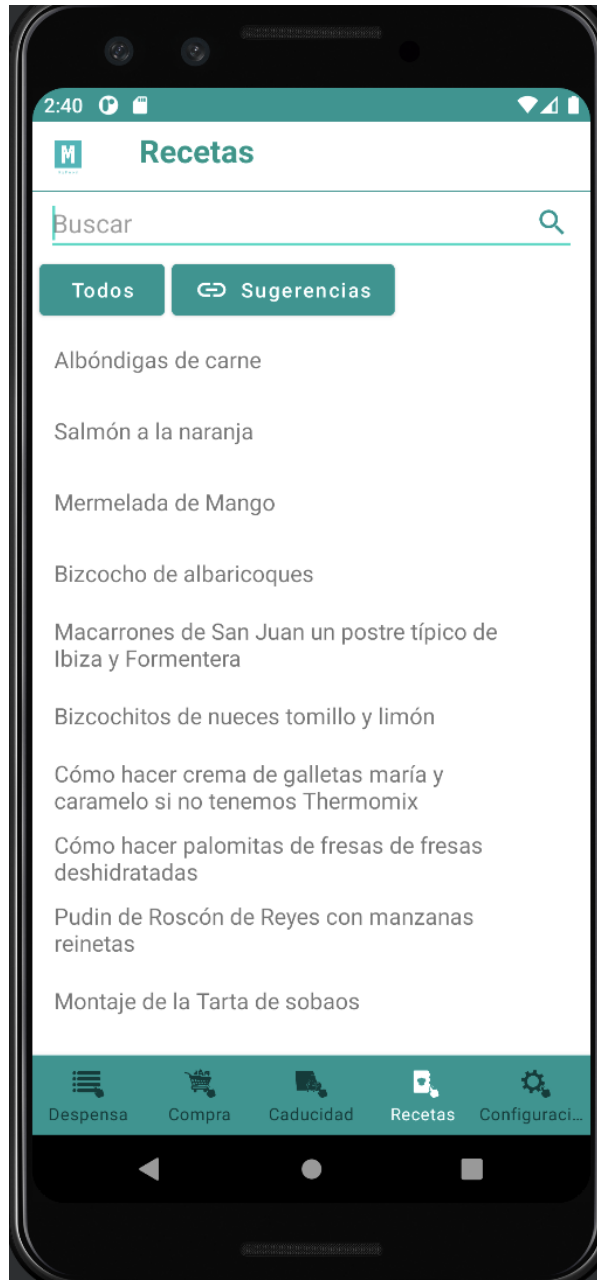 2:40
M
Recetas
Buscar
Todos
Sugerencias
Albóndigas de carne
Salmón a la naranja
Mermelada de Mango
Bizcocho de albaricoques
Macarrones de San Juan un postre típico de
Ibiza y Formentera
Bizcochitos de nueces tomillo y limón
Cómo hacer crema de galletas maría y
caramelo si no tenemos Thermomix
Cómo hacer palomitas de fresas de fresas
deshidratadas
Pudin de Roscón de Reyes con manzanas
reinetas
Montaje de la Tarta de sobaos
Despensa
Compra
Caducidad
Recetas
Configuraci...